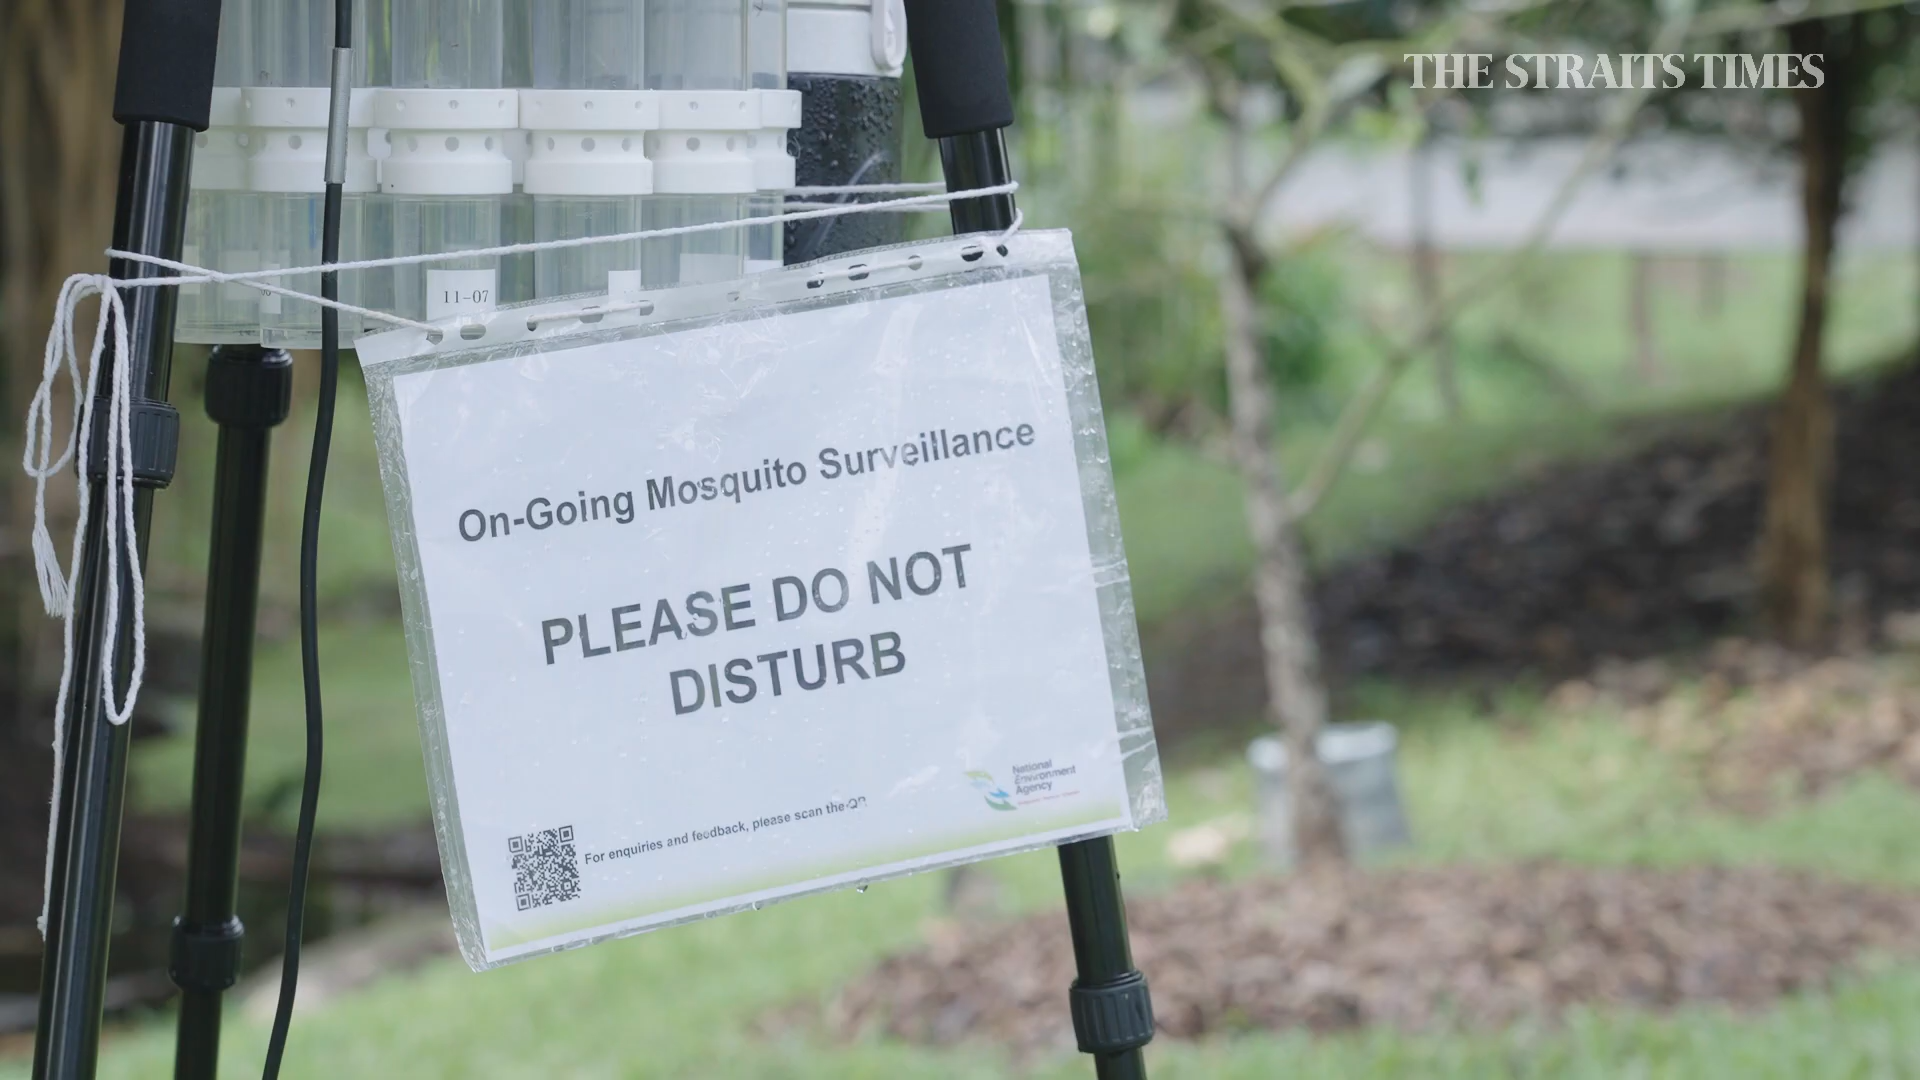 THE STRAITS TIMES
11-07
On-Going Mosquito Surveillance
PLEASE DO NOT
DISTURB
National
Environment
Agency
For enquiries and feedback, please scan the QR